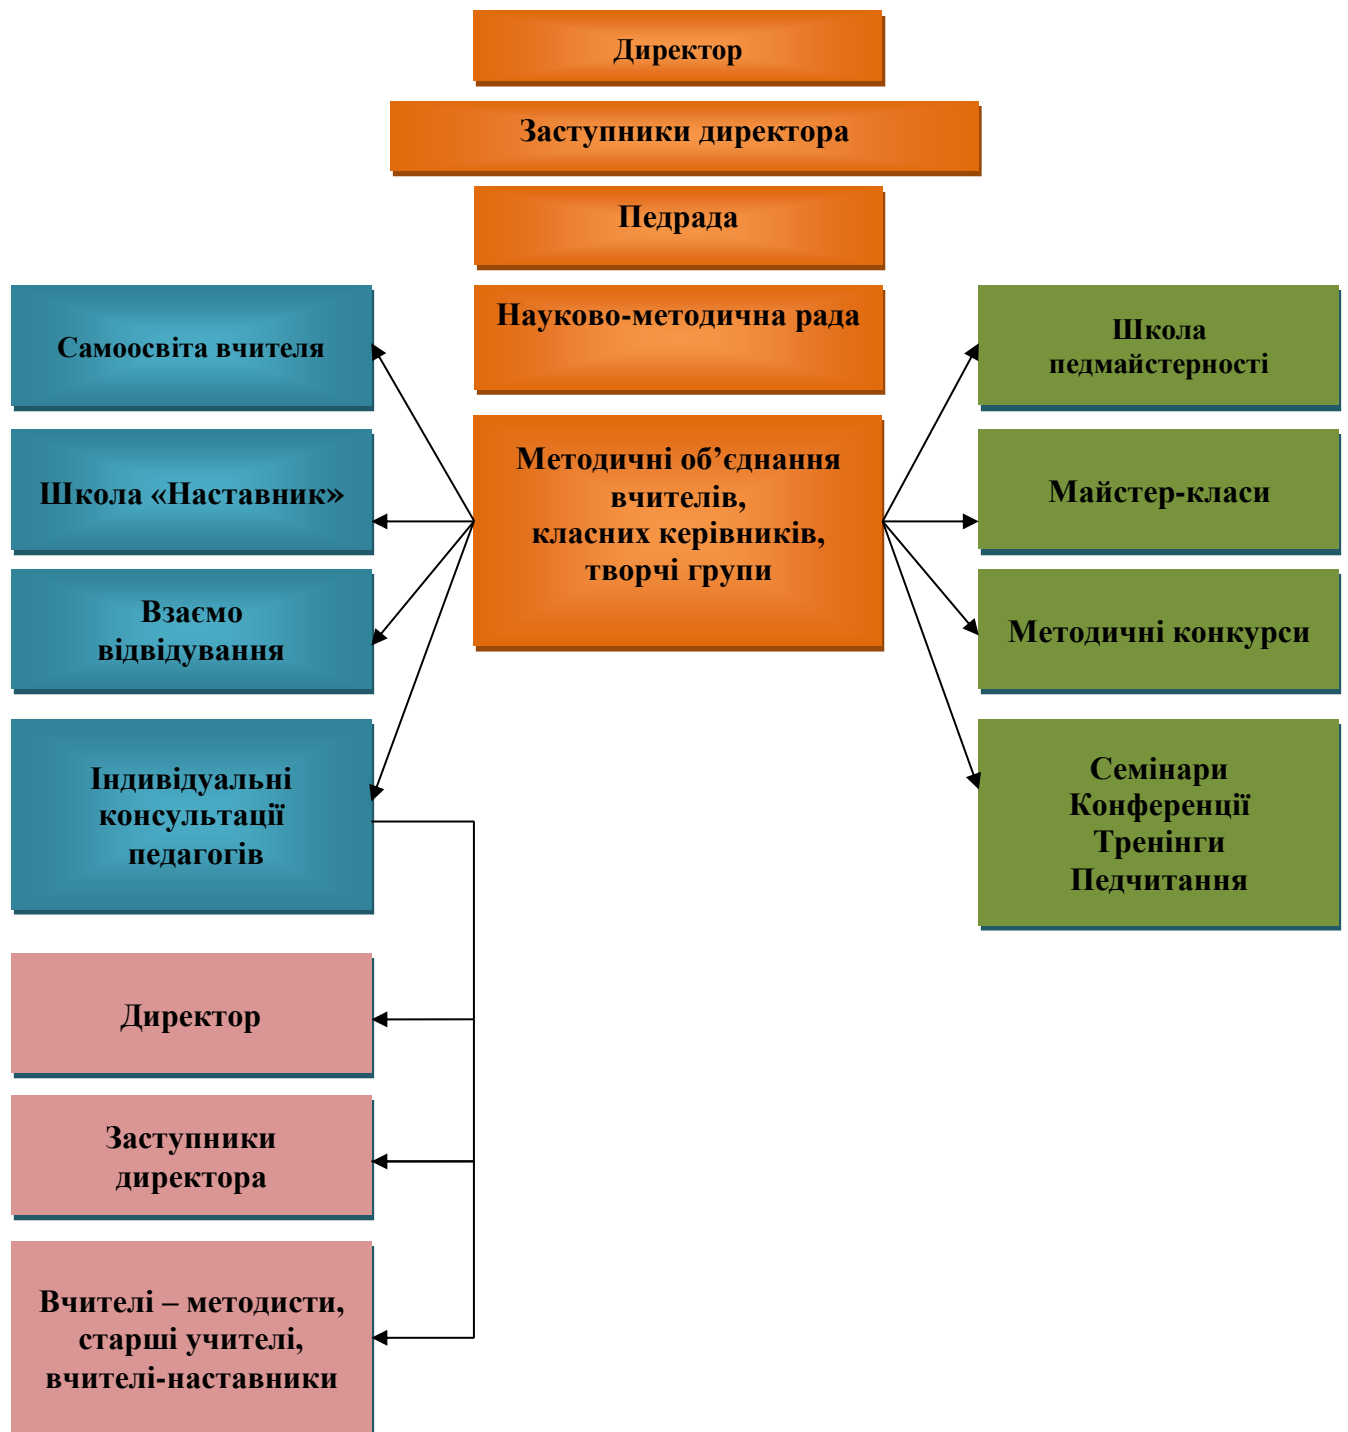 Директор
Заступники директора
Педрада
Науково-методична рада
Методичні об’єднання
вчителів,
класних керівників,
творчі групи
Самоосвіта вчителя
Школа «Наставник»
Взаємо
відвідування
Індивідуальні
консультації
педагогів
Директор
Заступники
директора
Вчителі – методисти,
старші учителі,
вчителі-наставники
Школа
педмайстерності
Майстер-класи
Методичні конкурси
Семінари
Конференції
Тренінги
Педчитання